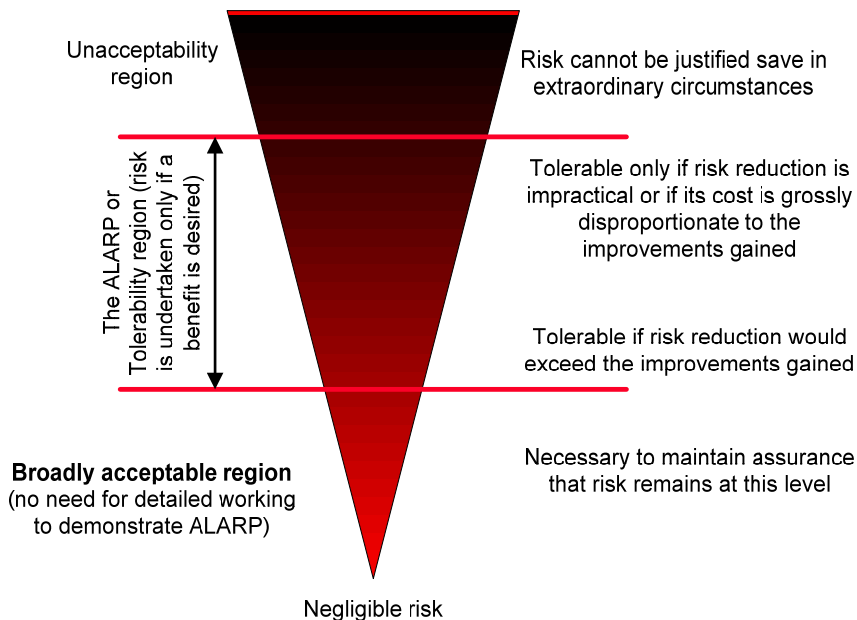 Unacceptability
region
Risk cannot be justified save in
extraordinary circumstances
The ALARP or
Tolerability region (risk
is undertaken only if a
benefit is desired)
Tolerable only if risk reduction is
impractical or if its cost is grossly
disproportionate to the
improvements gained
Tolerable if risk reduction would
exceed the improvements gained
Broadly acceptable region
(no need for detailed working
to demonstrate ALARP)
Necessary to maintain assurance
that risk remains at this level
Negligible risk